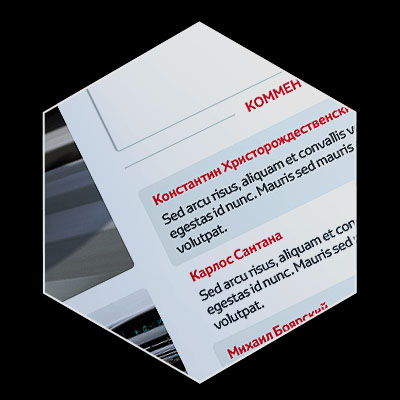 КОММЕН
Константин Христорождественски
Sed arcu risus, aliquam et convallis v
egestas id nunc. Mauris sed mauris
volutpat.
Карлос Сантана
Sed arcu risus, aliquam et con
egestas id nunc. Mauris sed
volutpat.
Михаил Боярский